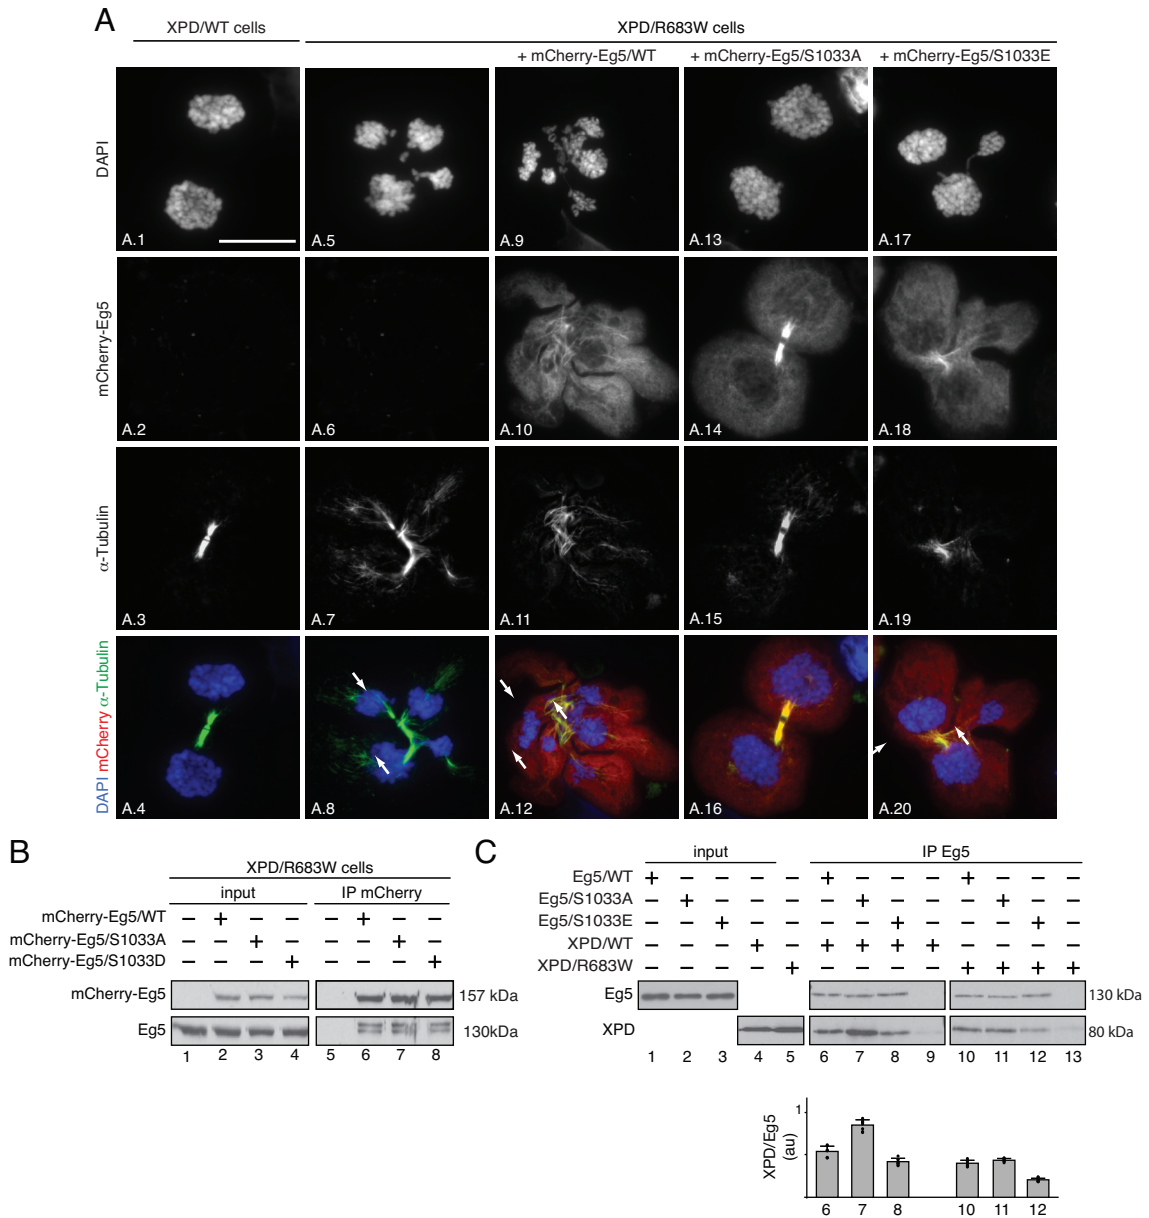 A
XPD/WT cells
XPD/R683W cells
+ mCherry-Eg5/WT
+ mCherry-Eg5/S1033A
+ mCherry-Eg5/S1033E
DAPI
A.1
A.5
A.9
A.13
A.17
mCherry-Eg5
A.2
A.6
A.10
A.14
A.18
α-Tubulin
A.3
A.7
A.11
A.15
A.19
DAPI mCherry α-Tubulin
A.4
A.8
A.12
A.16
A.20
B
XPD/R683W cells
input IP mCherry
mCherry-Eg5/WT – + – – – + – –
mCherry-Eg5/S1033A – – + – – – + –
mCherry-Eg5/S1033D – – – + – – – +
mCherry-Eg5 157 kDa
Eg5 130kDa
1 2 3 4 5 6 7 8
C
input IP Eg5
Eg5/WT + – – – – + – – – + – – –
Eg5/S1033A – + – – – – + – – – + – –
Eg5/S1033E – – + – – – – + – – – + –
XPD/WT – – – + – + + + + – – – –
XPD/R683W – – – – + – – – – + + + +
Eg5 130 kDa
XPD 80 kDa
1 2 3 4 5 6 7 8 9 10 11 12 13
XPD/Eg5
(au)
1
6 7 8 10 11 12